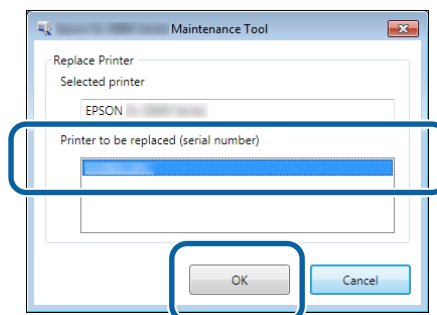 Maintenance Tool
Replace Printer
Selected printer
EPSON
Printer to be replaced (serial number)
OK
Cancel